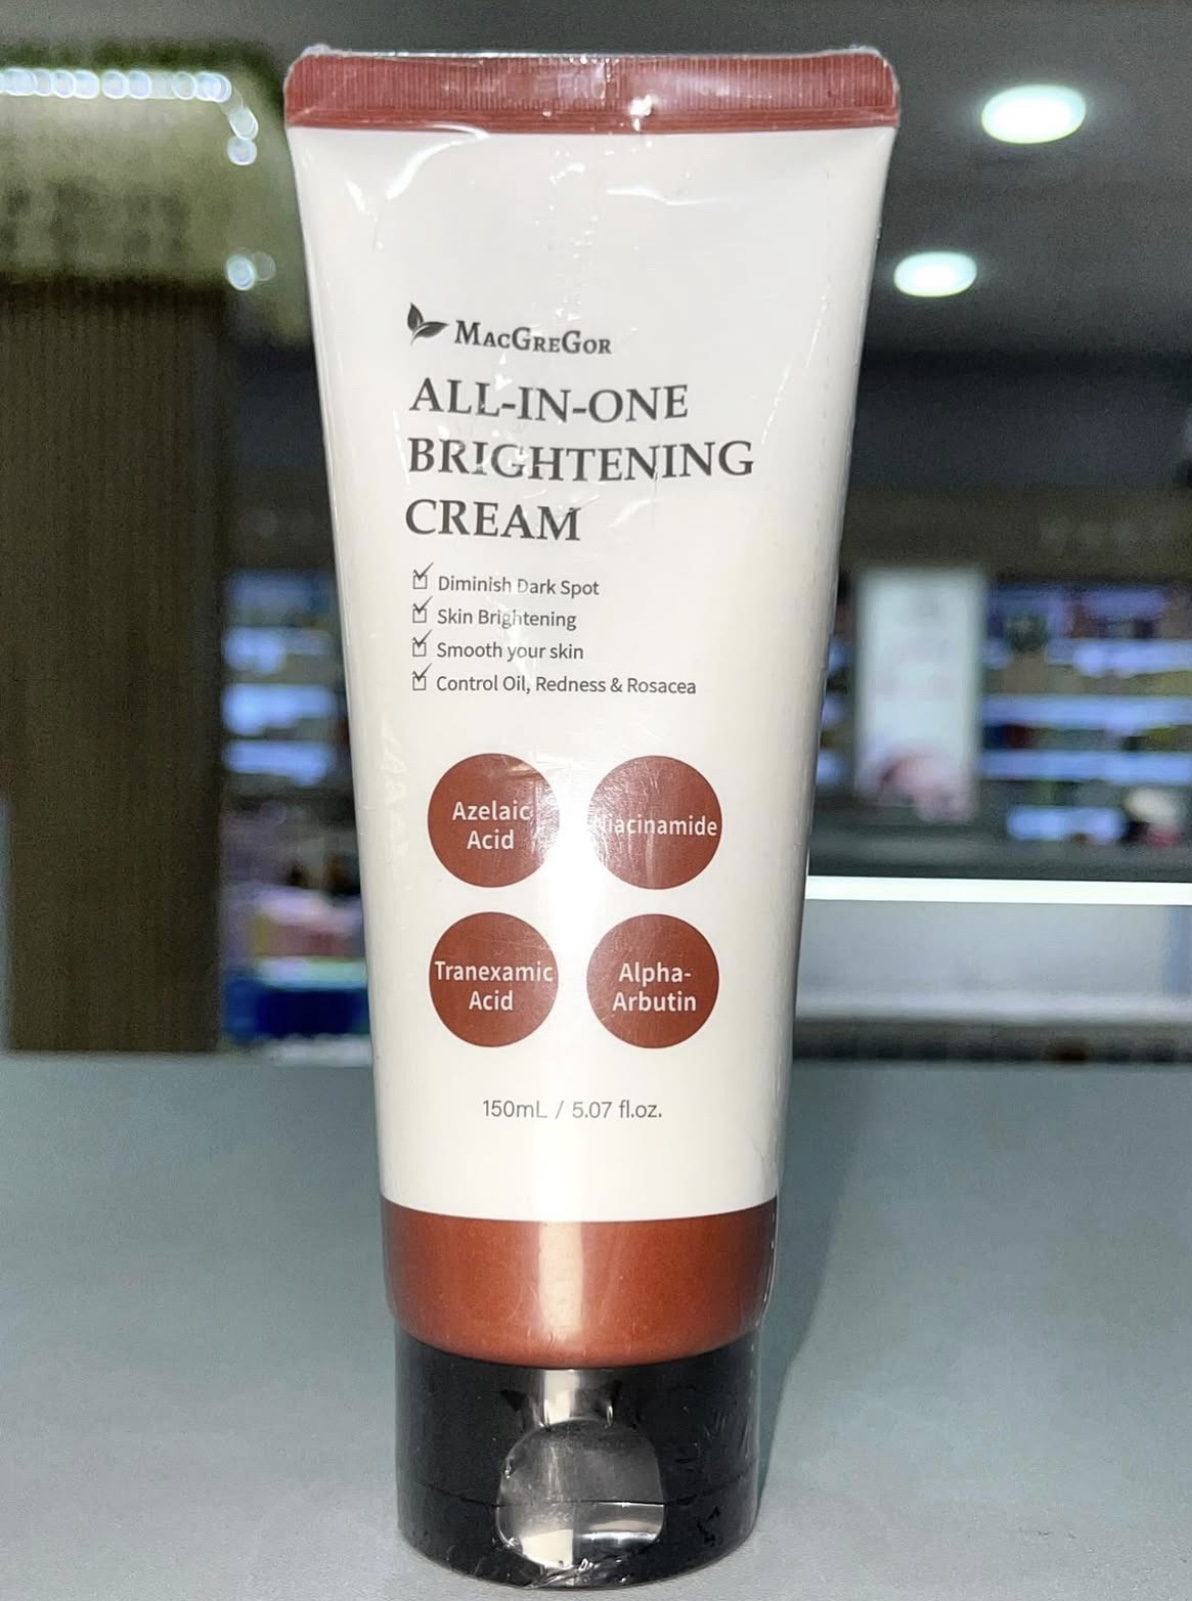 MacGreGor
ALL-IN-ONE
BRIGHTENING
CREAM
Diminish Dark Spot
Skin Brightening
Smooth your skin
Control Oil, Redness & Rosacea
Azelaic
Acid
Niacinamide
Tranexamic
Acid
Alpha-
Arbutin
150mL / 5.07 fl.oz.